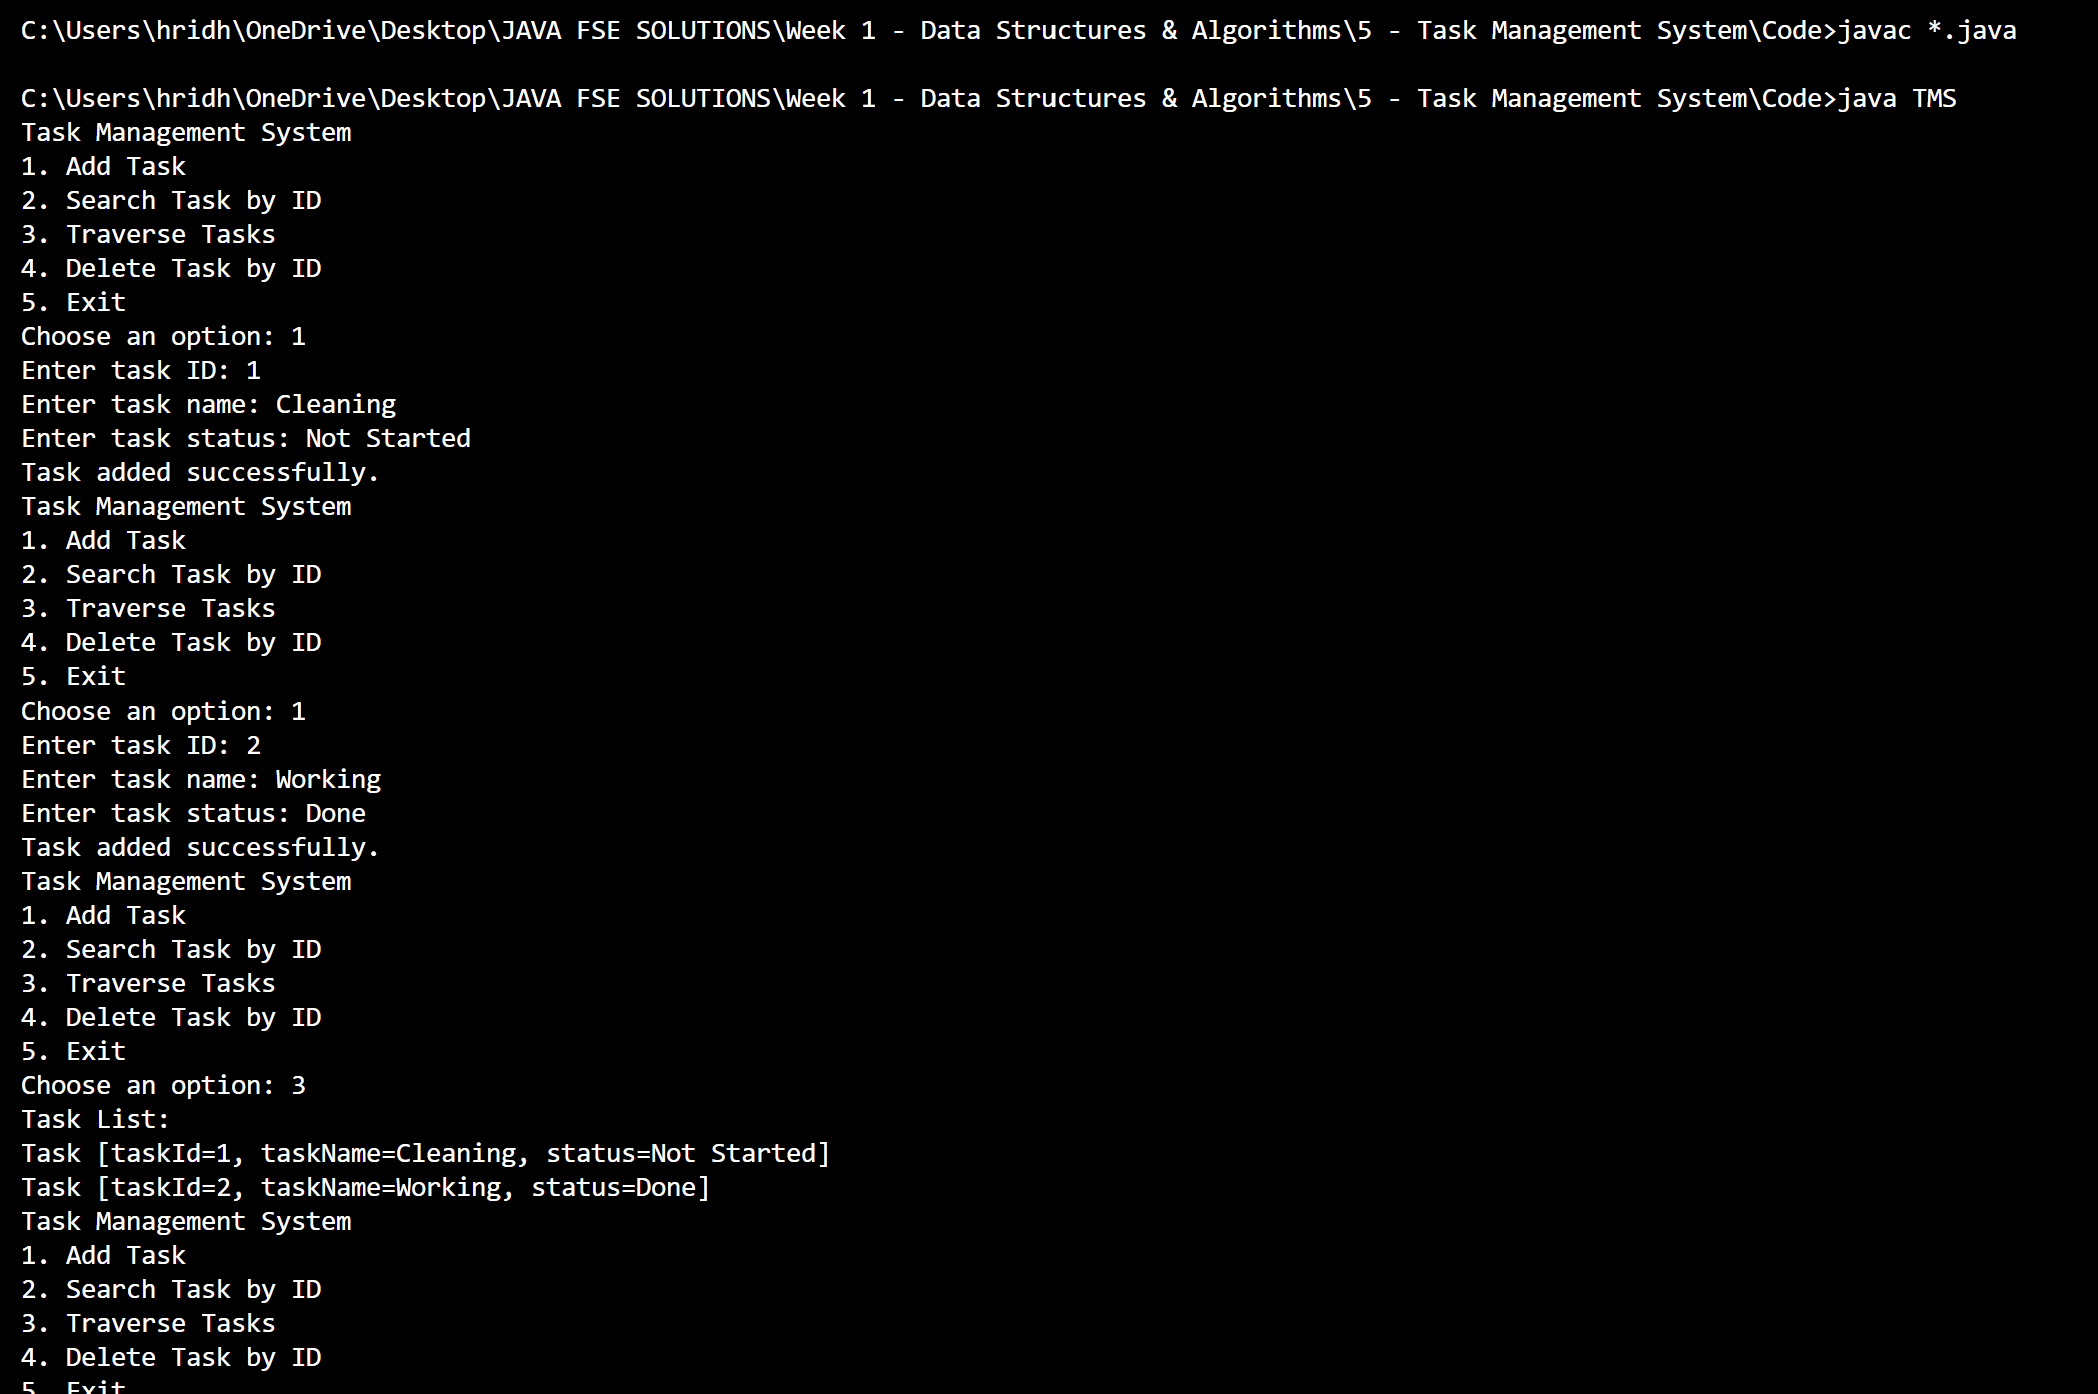 C:\Users\hridh\OneDrive\Desktop\JAVA FSE SOLUTIONS\Week 1 - Data Structures & Algorithms\5 - Task Management System\Code>javac *.java
C:\Users\hridh\OneDrive\Desktop\JAVA FSE SOLUTIONS\Week 1 - Data Structures & Algorithms\5 - Task Management System\Code>java TMS
Task Management System
1. Add Task
2. Search Task by ID
3. Traverse Tasks
4. Delete Task by ID
5. Exit
Choose an option: 1
Enter task ID: 1
Enter task name: Cleaning
Enter task status: Not Started
Task added successfully.
Task Management System
1. Add Task
2. Search Task by ID
3. Traverse Tasks
4. Delete Task by ID
5. Exit
Choose an option: 1
Enter task ID: 2
Enter task name: Working
Enter task status: Done
Task added successfully.
Task Management System
1. Add Task
2. Search Task by ID
3. Traverse Tasks
4. Delete Task by ID
5. Exit
Choose an option: 3
Task List:
Task [taskId=1, taskName=Cleaning, status=Not Started]
Task [taskId=2, taskName=Working, status=Done]
Task Management System
1. Add Task
2. Search Task by ID
3. Traverse Tasks
4. Delete Task by ID
5. Exit